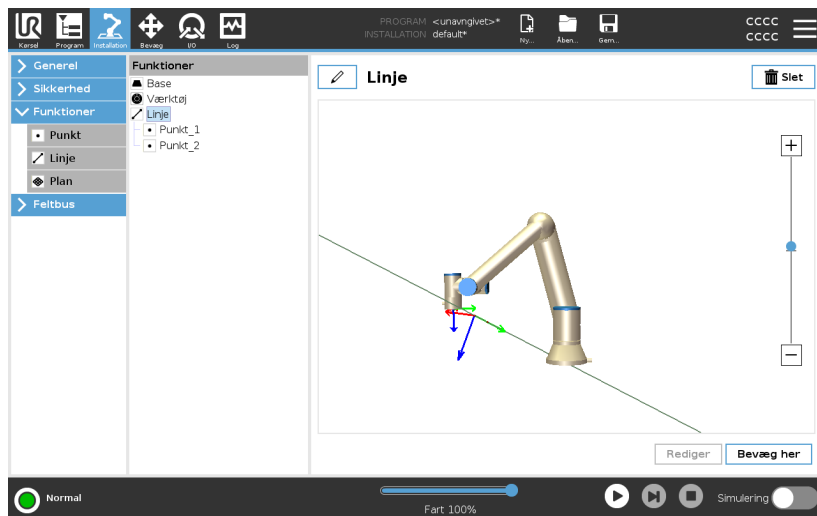 UR
Kørsel
Program
Installation
Bevæg
I/O
Log
PROGRAM <unavngivet>*
INSTALLATION default*
Ny...
Åben...
Gem...
CCCC
CCCC
Generel
Sikkerhed
Funktioner
Punkt
Linje
Plan
Feltbus
Funktioner
Base
Værktøj
Linje
Punkt_1
Punkt_2
Linje
Slet
+
−
Rediger
Bevæg her
Normal
Fart 100%
Simulering